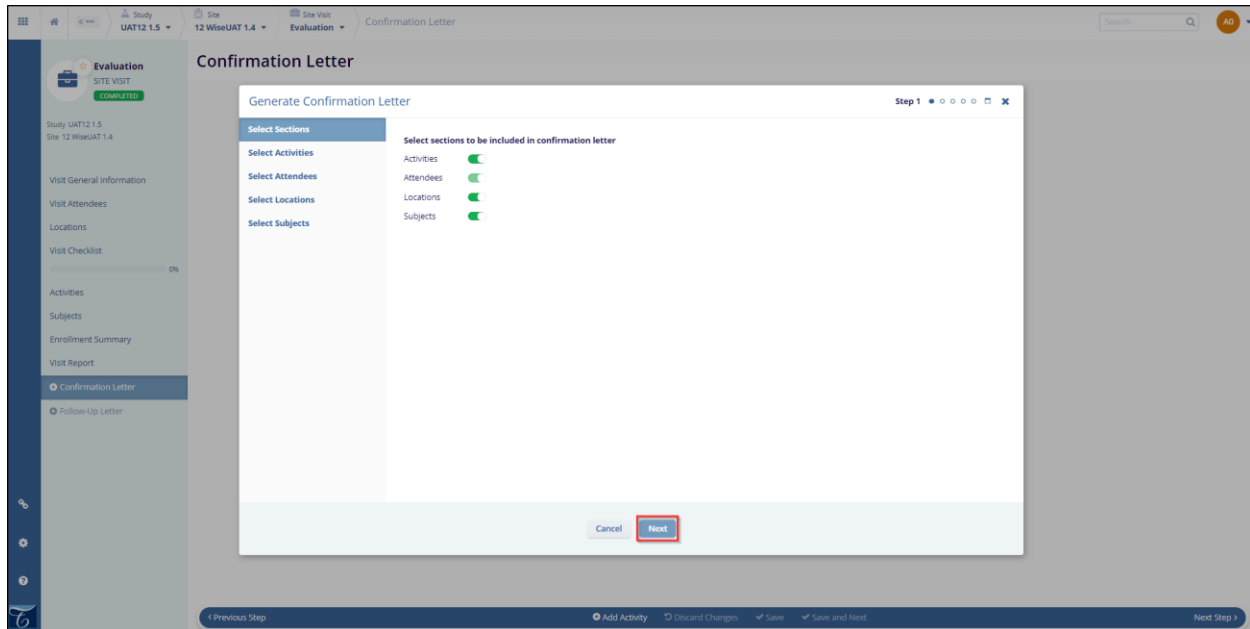 Study
UAT12 1.5
Site
12 WiseUAT 1.4
Site Visit
Evaluation
Confirmation Letter
Search
AO
Evaluation
SITE VISIT
COMPLETED
Study UAT12 1.5
Site 12 WiseUAT 1.4
Visit General Information
Visit Attendees
Locations
Visit Checklist
0%
Activities
Subjects
Enrollment Summary
Visit Report
Confirmation Letter
Follow-Up Letter
Confirmation Letter
Generate Confirmation Letter
Step 1
Select Sections
Select Activities
Select Attendees
Select Locations
Select Subjects
Select sections to be included in confirmation letter
Activities
Attendees
Locations
Subjects
Cancel
Next
Previous Step
Add Activity
Discard Changes
Save
Save and Next
Next Step